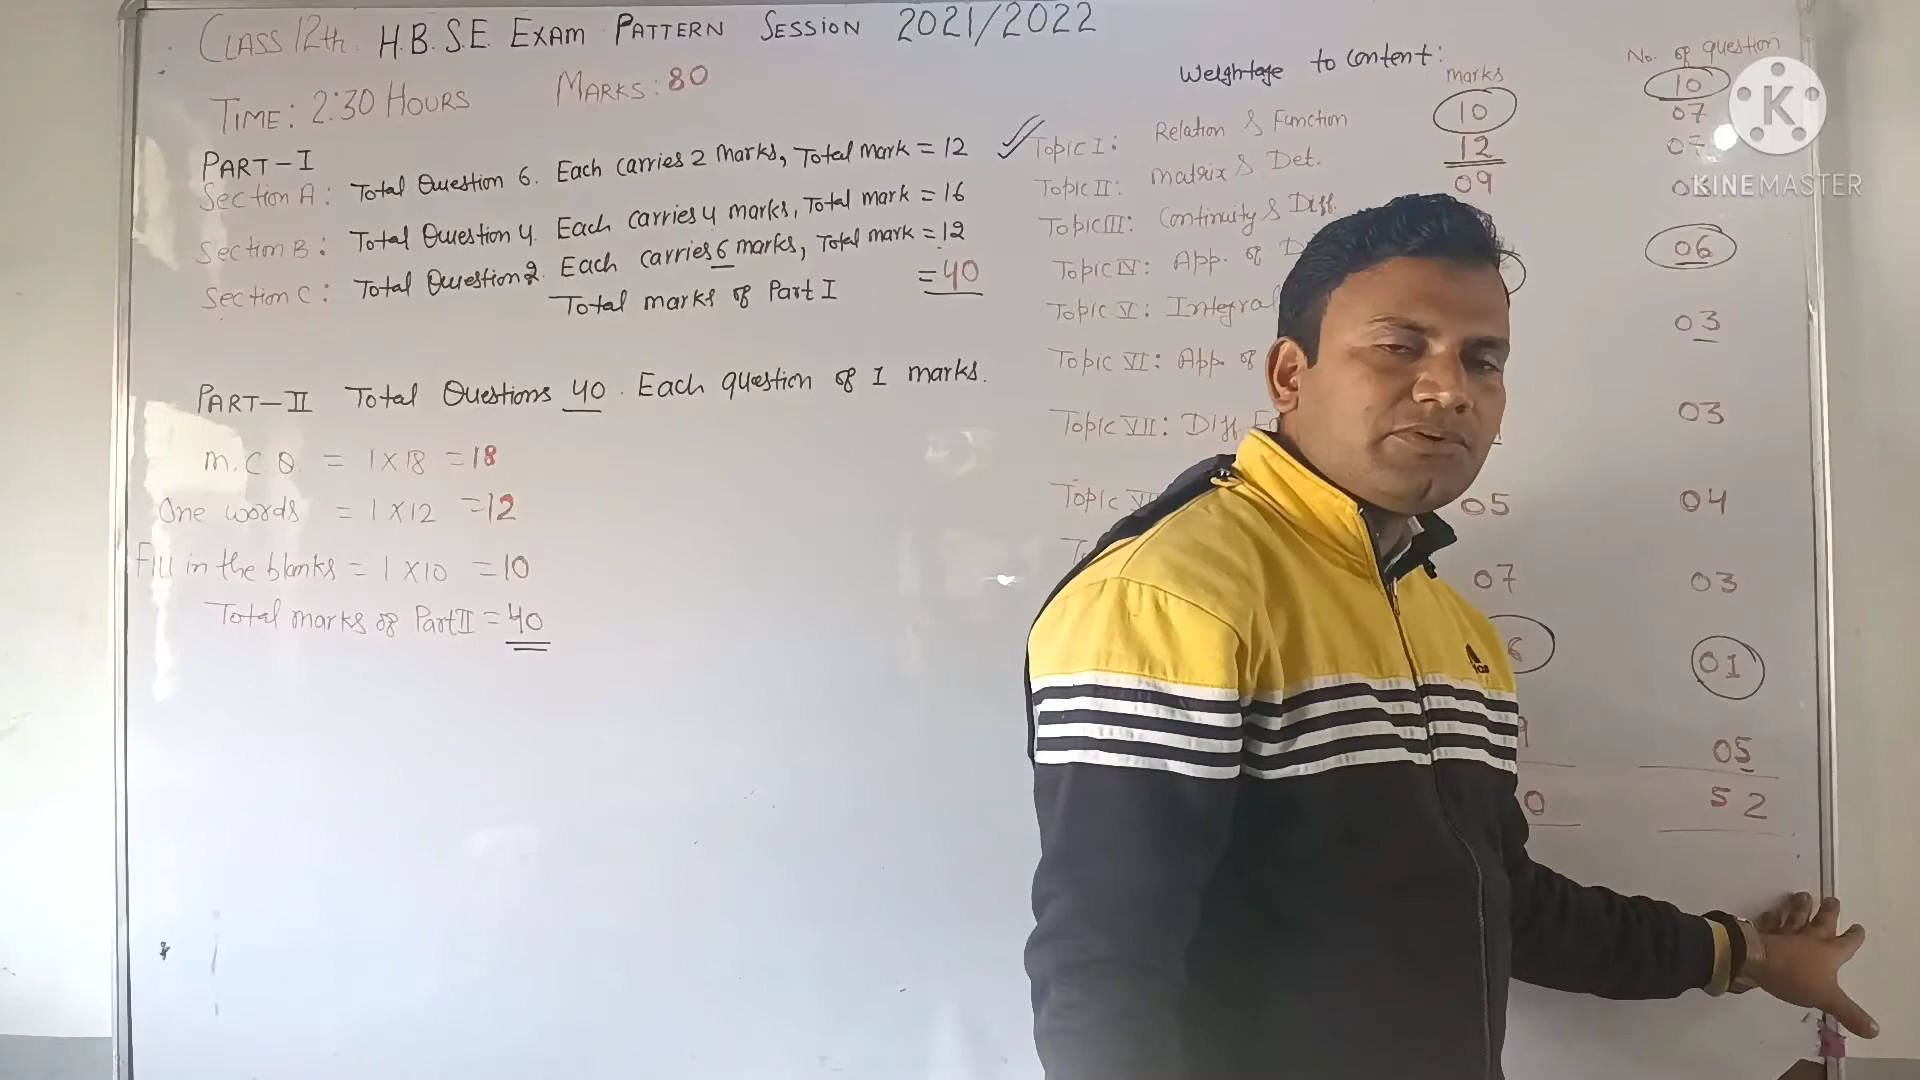 CLASS 12th H.B.S.E. EXAM PATTERN SESSION 2021/2022
TIME: 2:30 HOURS MARKS: 80
PART-I
Section A: Total Question 6. Each carries 2 marks, Total mark = 12
Section B: Total Question 4. Each carries 4 marks, Total mark = 16
Section C: Total Question 2. Each carries 6 marks, Total mark = 12
Total marks of Part I = 40
PART-II Total Questions 40. Each question of 1 marks.
M.C.Q. = 1 X 18 = 18
One words = 1 X 12 = 12
Fill in the blanks = 1 X 10 = 10
Total marks of Part II = 40
Weightage to content:
marks
No. of question
Topic I: Relation & Function 10 10
Topic II: Matrix & Det. 12 07
Topic III: Continuity & Diff. 09
Topic IV: App. of
Topic V: Integral 06
Topic VI: App. of 03
Topic VII: Diff. 03
Topic 05 04
07 03
6 01
9 05
0 52
K
KINEMASTER